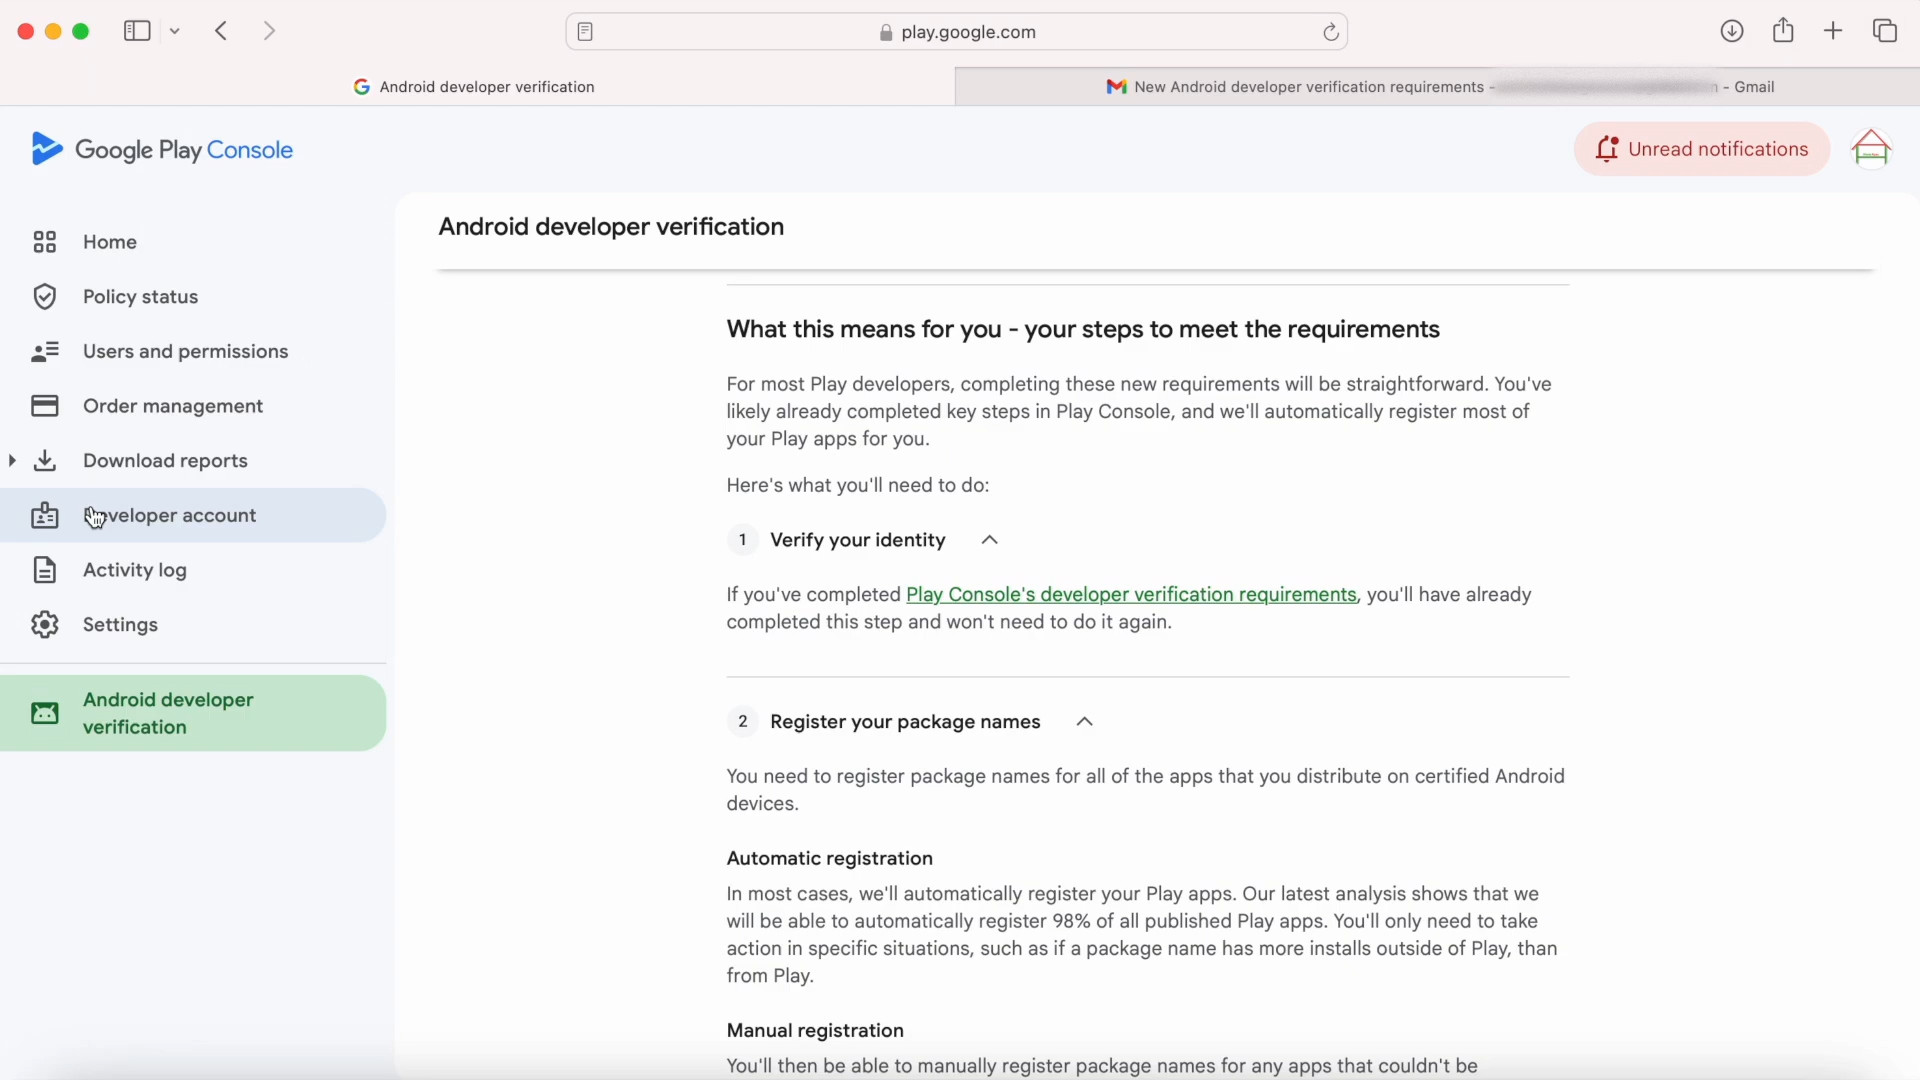 play.google.com
Android developer verification
New Android developer verification requirements - - Gmail
Google Play Console
Unread notifications
Home
Policy status
Users and permissions
Order management
Download reports
veloper account
Activity log
Settings
Android developer
verification
Android developer verification
What this means for you - your steps to meet the requirements
For most Play developers, completing these new requirements will be straightforward. You've
likely already completed key steps in Play Console, and we'll automatically register most of
your Play apps for you.
Here's what you'll need to do:
1 Verify your identity
If you've completed Play Console's developer verification requirements, you'll have already
completed this step and won't need to do it again.
2 Register your package names
You need to register package names for all of the apps that you distribute on certified Android
devices.
Automatic registration
In most cases, we'll automatically register your Play apps. Our latest analysis shows that we
will be able to automatically register 98% of all published Play apps. You'll only need to take
action in specific situations, such as if a package name has more installs outside of Play, than
from Play.
Manual registration
You'll then be able to manually register package names for any apps that couldn't be